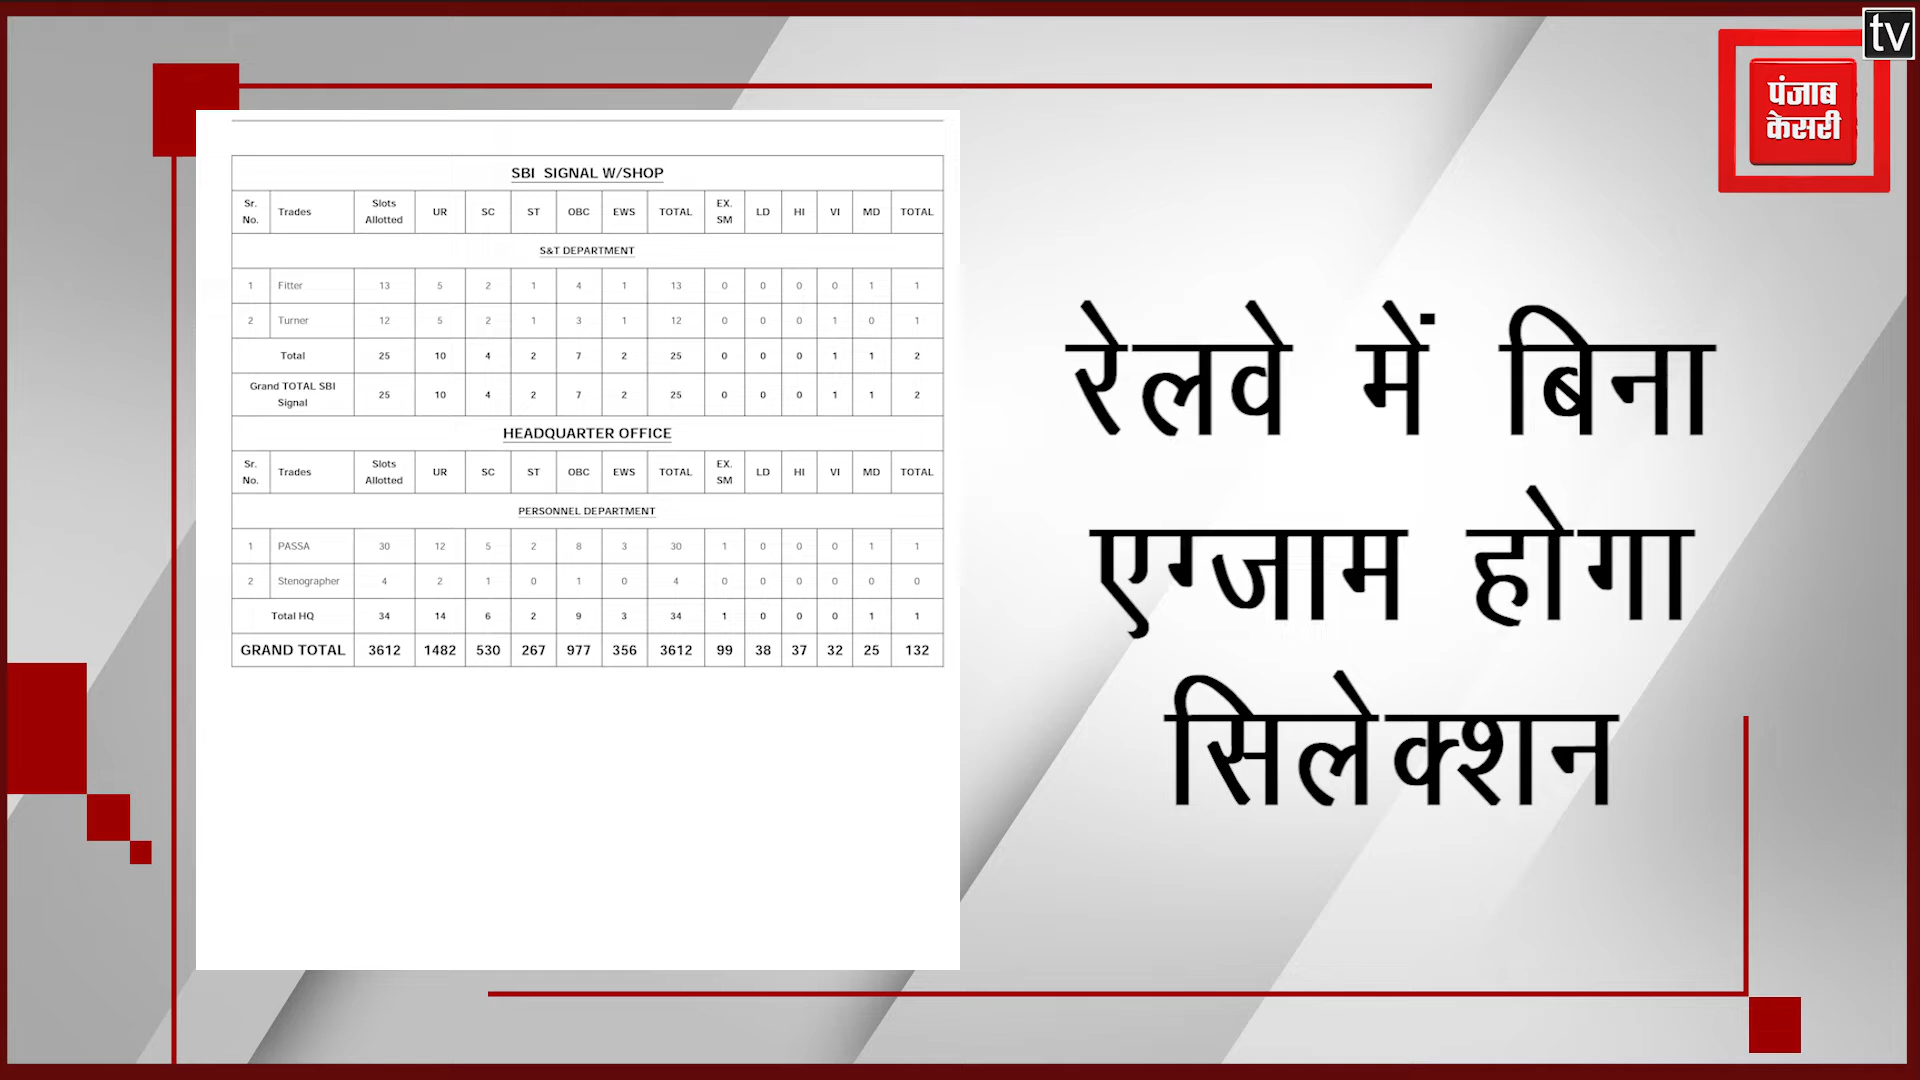 tv
पंजाब
केसरी
SBI SIGNAL W/SHOP
Sr. No. Trades Slots Allotted UR SC ST OBC EWS TOTAL EX. SM LD HI VI MD TOTAL
S&T DEPARTMENT
1 Fitter 13 5 2 1 4 1 13 0 0 0 0 1 1
2 Turner 12 5 2 1 3 1 12 0 0 0 1 0 1
Total 25 10 4 2 7 2 25 0 0 0 1 1 2
Grand TOTAL SBI Signal 25 10 4 2 7 2 25 0 0 0 1 1 2
HEADQUARTER OFFICE
Sr. No. Trades Slots Allotted UR SC ST OBC EWS TOTAL EX. SM LD HI VI MD TOTAL
PERSONNEL DEPARTMENT
1 PASSA 30 12 5 2 8 3 30 1 0 0 0 1 1
2 Stenographer 4 2 1 0 1 0 4 0 0 0 0 0 0
Total HQ 34 14 6 2 9 3 34 1 0 0 0 1 1
GRAND TOTAL 3612 1482 530 267 977 356 3612 99 38 37 32 25 132
रेलवे में बिना
एग्जाम होगा
सिलेक्शन